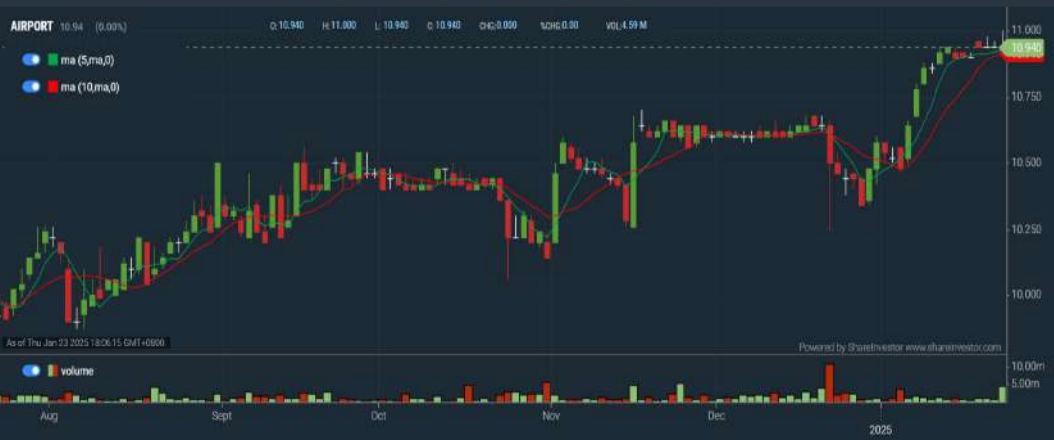 AIRPORT 10.94 (0.00%) O:10.940 H:11.000 L:10.940 C:10.940 CHG:0.000 %CHG:0.00 VOL:4.59 M
ma (5,ma,0)
ma (10,ma,0)
11.000
10.940
10.750
10.500
10.250
10.000
As of Thu Jan 23 2025 18:06:15 GMT+0800
Powered by ShareInvestor www.shareinvestor.com
volume
10.00m
5.00m
Aug Sept Oct Nov Dec 2025